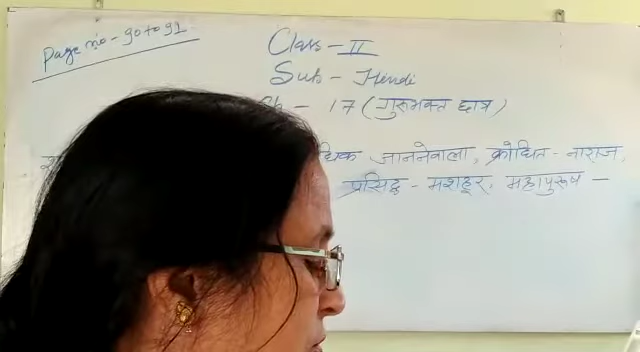 Page no - 90 to 91
Class - II
Sub - Hindi
- 17 (गुरुभक्त छात्र)
जाननेवाला, क्रोधित - नाराज,
प्रसिद्ध - मशहूर, महापुरूष -